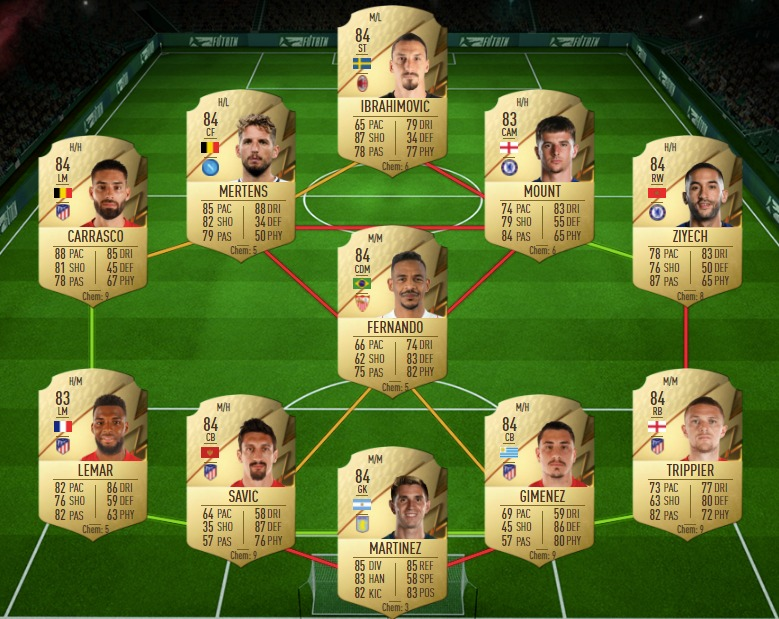 FUTBIN
FUTBIN
FUTBIN
M/L
84
ST
IBRAHIMOVIC
65 PAC 79 DRI
87 SHO 34 DEF
78 PAS 77 PHY
Chem: 6
H/L
84
CF
MERTENS
85 PAC 88 DRI
82 SHO 34 DEF
79 PAS 50 PHY
Chem: 5
H/H
83
CAM
MOUNT
74 PAC 83 DRI
79 SHO 55 DEF
84 PAS 65 PHY
Chem: 6
H/H
84
LM
CARRASCO
88 PAC 85 DRI
81 SHO 45 DEF
78 PAS 67 PHY
Chem: 9
H/H
84
RW
ZIYECH
78 PAC 83 DRI
76 SHO 50 DEF
87 PAS 65 PHY
Chem: 8
M/M
84
CDM
FERNANDO
66 PAC 74 DRI
62 SHO 83 DEF
75 PAS 82 PHY
Chem: 5
H/M
83
LM
LEMAR
82 PAC 86 DRI
76 SHO 59 DEF
82 PAS 63 PHY
Chem: 5
M/H
84
CB
SAVIC
64 PAC 58 DRI
35 SHO 87 DEF
57 PAS 76 PHY
Chem: 9
M/H
84
CB
GIMENEZ
69 PAC 59 DRI
45 SHO 86 DEF
57 PAS 80 PHY
Chem: 9
M/M
84
RB
TRIPPIER
73 PAC 77 DRI
63 SHO 80 DEF
82 PAS 72 PHY
Chem: 9
M/M
84
GK
MARTINEZ
85 DIV 85 REF
83 HAN 58 SPE
82 KIC 83 POS
Chem: 3